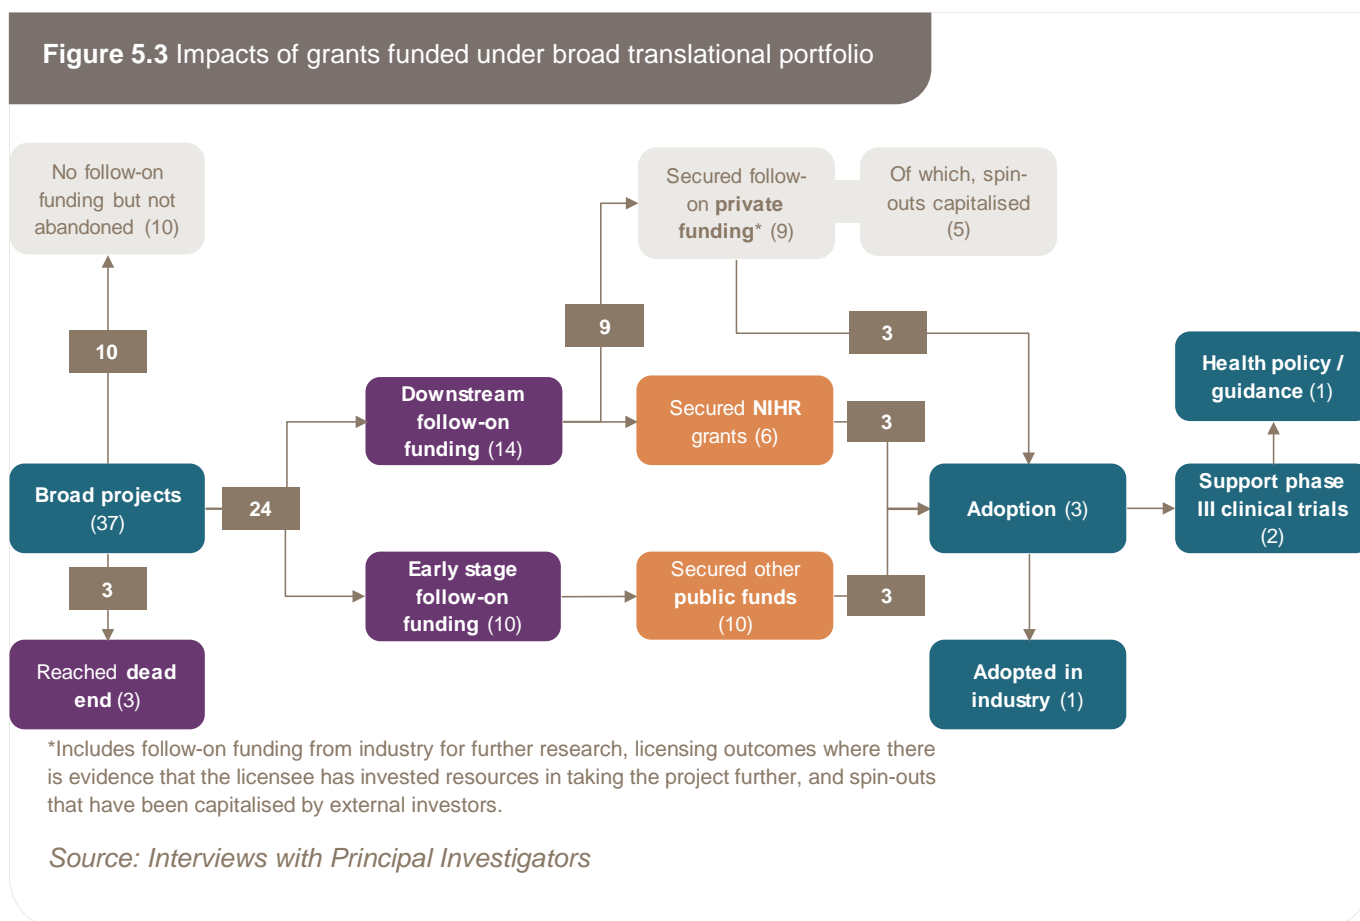 Figure 5.3 Impacts of grants funded under broad translational portfolio
No follow-on
funding but not
abandoned (10)
Secured follow-
on private
funding* (9)
Of which, spin-
outs capitalised
(5)
10
9
3
Health policy /
guidance (1)
Downstream
follow-on
funding (14)
Secured NIHR
grants (6)
3
Broad projects
(37)
24
Adoption (3)
Support phase
III clinical trials
(2)
3
Early stage
follow-on
funding (10)
Secured other
public funds
(10)
3
Reached dead
end (3)
Adopted in
industry (1)
*Includes follow-on funding from industry for further research, licensing outcomes where there
is evidence that the licensee has invested resources in taking the project further, and spin-outs
that have been capitalised by external investors.
Source: Interviews with Principal Investigators